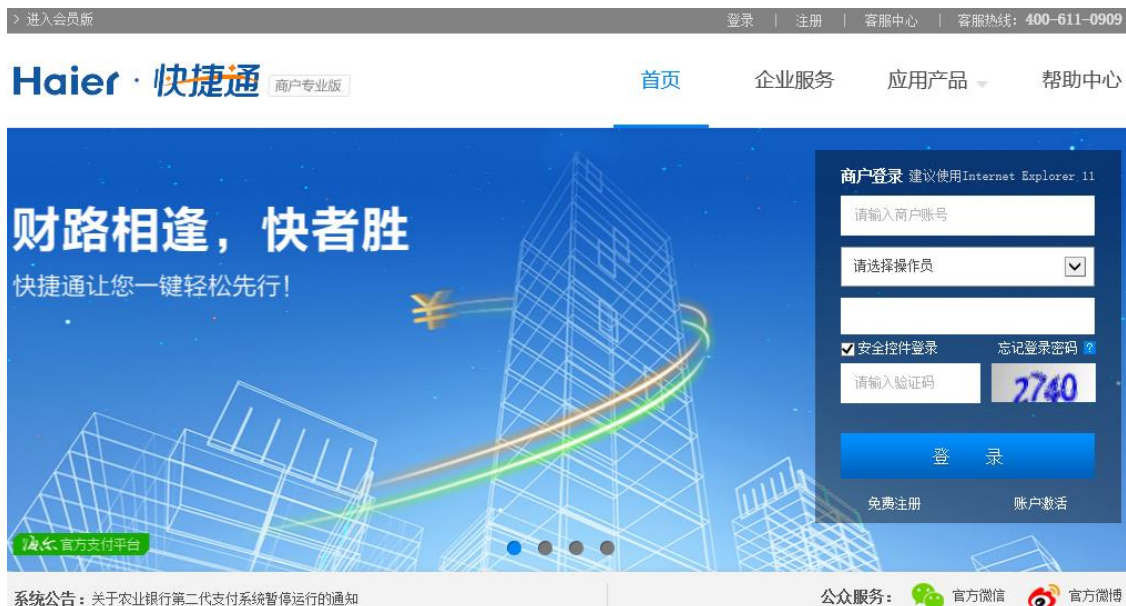 > 进入会员版 登录 | 注册 | 客服中心 | 客服热线：400-611-0909
Haier · 快捷通 商户专业版 首页 企业服务 应用产品 帮助中心
商户登录 建议使用Internet Explorer 11
请输入商户账号
财路相逢，快者胜
请选择操作员
快捷通让您一键轻松先行！
¥
安全控件登录 忘记登录密码 ?
请输入验证码 2740
登 录
免费注册 账户激活
海尔 官方支付平台
系统公告：关于农业银行第二代支付系统暂停运行的通知 公众服务： 官方微信 官方微博